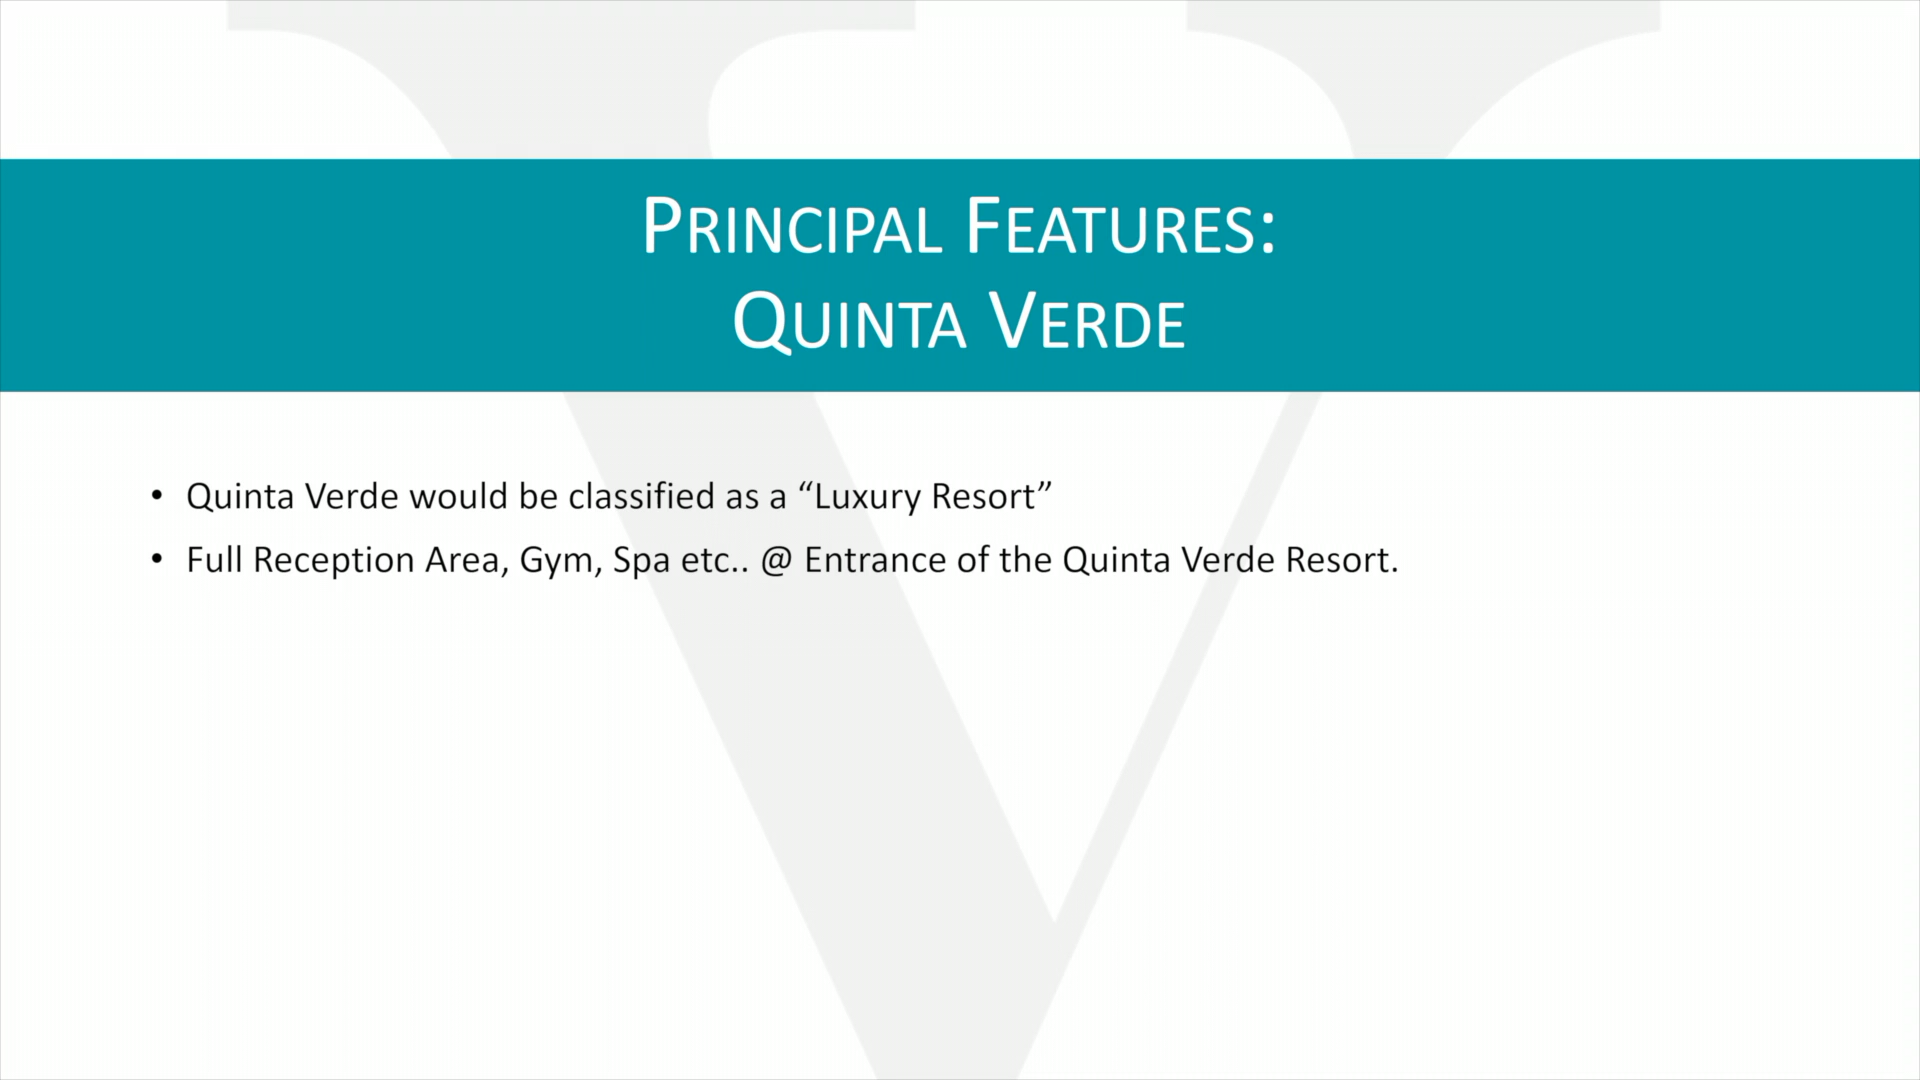 Principal Features:
Quinta Verde
• Quinta Verde would be classified as a “Luxury Resort”
• Full Reception Area, Gym, Spa etc.. @ Entrance of the Quinta Verde Resort.